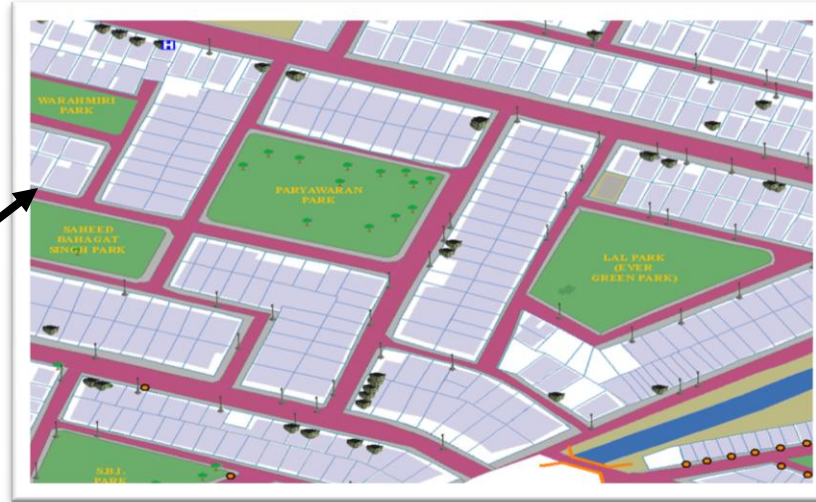 H
WARAHMIRI
PARK
PARYAWARAN
PARK
SAHEED
BAHAGAT
SINGH PARK
LAL PARK
(EVER
GREEN PARK)
S.B.I.
PARK